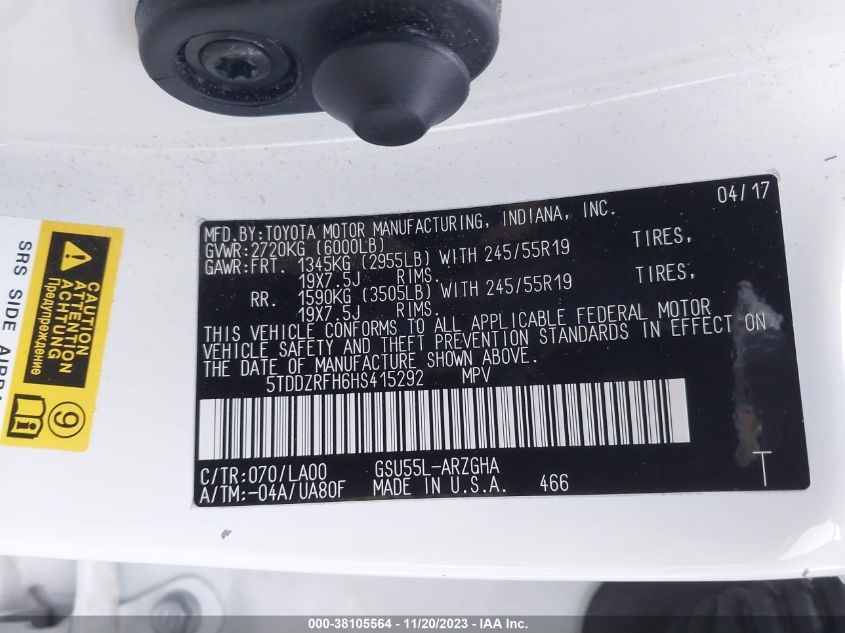 04/17
MFD.BY:TOYOTA MOTOR MANUFACTURING, INDIANA, INC.
GVWR:2720KG (6000LB)
GAWR:FRT. 1345KG (2955LB) WITH 245/55R19 TIRES,
19X7.5J RIMS
RR. 1590KG (3505LB) WITH 245/55R19 TIRES,
19X7.5J RIMS.
THIS VEHICLE CONFORMS TO ALL APPLICABLE FEDERAL MOTOR
VEHICLE SAFETY AND THEFT PREVENTION STANDARDS IN EFFECT ON
THE DATE OF MANUFACTURE SHOWN ABOVE.
5TDDZRFH6HS415292 MPV
C/TR:070/LA00 GSU55L-ARZGHA
A/TM:-04A/UA80F MADE IN U.S.A. 466
T
SRS SIDE
CAUTION
ATTENTION
ACHTUNG
Предупреждение
9
000-38105564 - 11/20/2023 - IAA Inc.